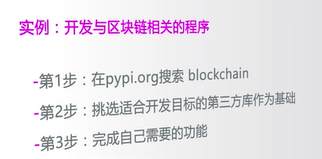 实例：开发与区块链相关的程序
-第1步：在pypi.org搜索 blockchain
-第2步：挑选适合开发目标的第三方库作为基础
-第3步：完成自己需要的功能